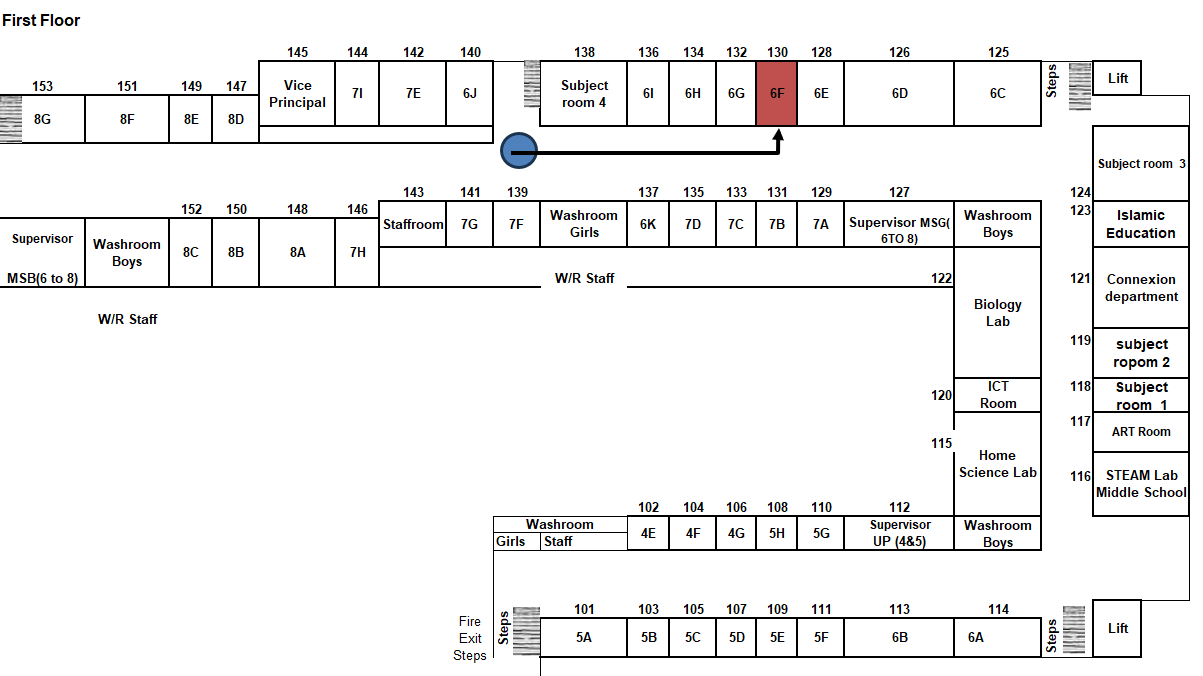 First Floor
145 144 142 140 138 136 134 132 130 128 126 125
153 151 149 147
Vice
Principal
7I 7E 6J
Subject
room 4
6I 6H 6G 6F 6E 6D 6C
Steps
Lift
8G 8F 8E 8D
Subject room 3
143 141 139 137 135 133 131 129 127 124
152 150 148 146 123
Staffroom 7G 7F
Washroom
Girls
6K 7D 7C 7B 7A
Supervisor MSG(
6TO 8)
Washroom
Boys
Islamic
Education
Supervisor
MSB(6 to 8)
Washroom
Boys
8C 8B 8A 7H
W/R Staff
122
121
Connexion
department
W/R Staff
Biology
Lab
119
subject
ropom 2
120
ICT
Room
118
Subject
room 1
117
ART Room
115
Home
Science Lab
116
STEAM Lab
Middle School
102 104 106 108 110 112
Washroom
Girls Staff
4E 4F 4G 5H 5G
Supervisor
UP (4&5)
Washroom
Boys
101 103 105 107 109 111 113 114
Fire
Exit
Steps
Steps
5A 5B 5C 5D 5E 5F 6B 6A
Steps
Lift